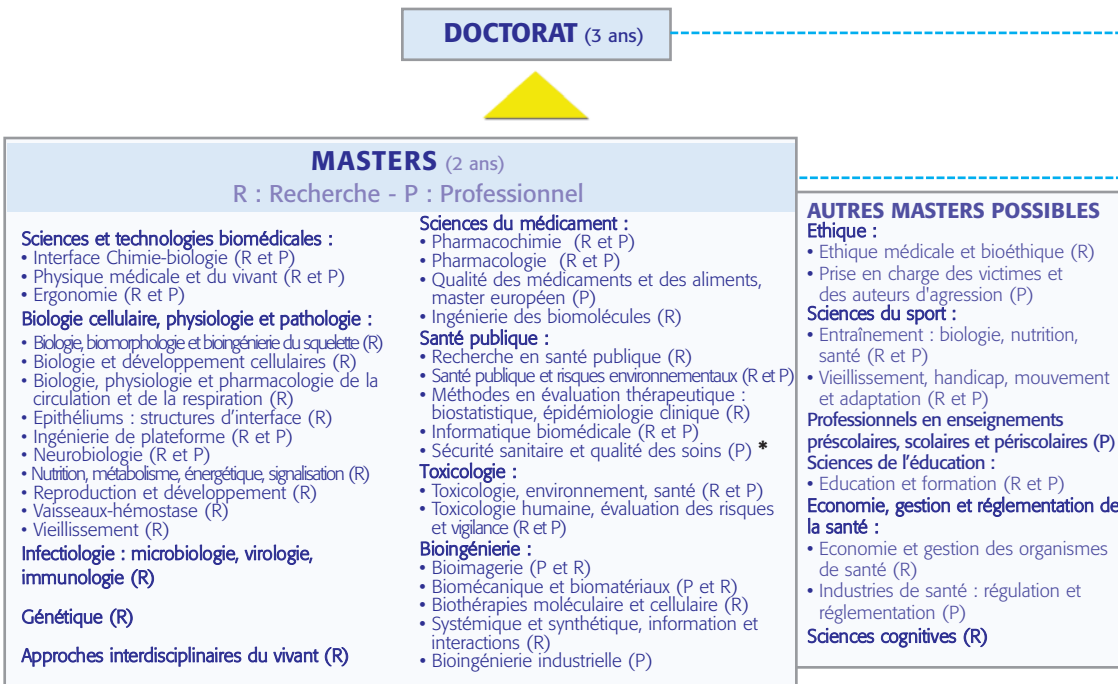 DOCTORAT (3 ans)
MASTERS (2 ans)
R : Recherche - P : Professionnel
Sciences et technologies biomédicales :
• Interface Chimie-biologie (R et P)
• Physique médicale et du vivant (R et P)
• Ergonomie (R et P)
Biologie cellulaire, physiologie et pathologie :
• Biologie, biomorphologie et bioingénierie du squelette (R)
• Biologie et développement cellulaires (R)
• Biologie, physiologie et pharmacologie de la
circulation et de la respiration (R)
• Epithéliums : structures d'interface (R)
• Ingénierie de plateforme (R et P)
• Neurobiologie (R et P)
• Nutrition, métabolisme, énergétique, signalisation (R)
• Reproduction et développement (R)
• Vaisseaux-hémostase (R)
• Vieillissement (R)
Infectiologie : microbiologie, virologie,
immunologie (R)
Génétique (R)
Approches interdisciplinaires du vivant (R)
Sciences du médicament :
• Pharmacochimie (R et P)
• Pharmacologie (R et P)
• Qualité des médicaments et des aliments,
master européen (P)
• Ingénierie des biomolécules (R)
Santé publique :
• Recherche en santé publique (R)
• Santé publique et risques environnementaux (R et P)
• Méthodes en évaluation thérapeutique :
biostatistique, épidémiologie clinique (R)
• Informatique biomédicale (R et P)
• Sécurité sanitaire et qualité des soins (P) *
Toxicologie :
• Toxicologie, environnement, santé (R et P)
• Toxicologie humaine, évaluation des risques
et vigilance (R et P)
Bioingénierie :
• Bioimagerie (P et R)
• Biomécanique et biomatériaux (P et R)
• Biothérapies moléculaire et cellulaire (R)
• Systémique et synthétique, information et
interactions (R)
• Bioingénierie industrielle (P)
AUTRES MASTERS POSSIBLES
Ethique :
• Ethique médicale et bioéthique (R)
• Prise en charge des victimes et
des auteurs d'agression (P)
Sciences du sport :
• Entraînement : biologie, nutrition,
santé (R et P)
• Vieillissement, handicap, mouvement
et adaptation (R et P)
Professionnels en enseignements
préscolaires, scolaires et périscolaires (P)
Sciences de l'éducation :
• Education et formation (R et P)
Economie, gestion et réglementation de
la santé :
• Economie et gestion des organismes
de santé (R)
• Industries de santé : régulation et
réglementation (P)
Sciences cognitives (R)